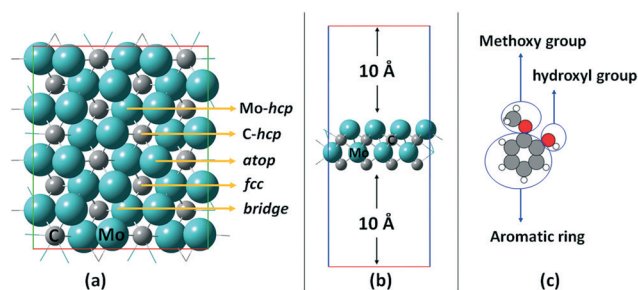 Mo-hcp
C-hcp
atop
fcc
bridge
C
Mo
(a)
10 Å
C
Mo
10 Å
(b)
Methoxy group
hydroxyl group
Aromatic ring
(c)